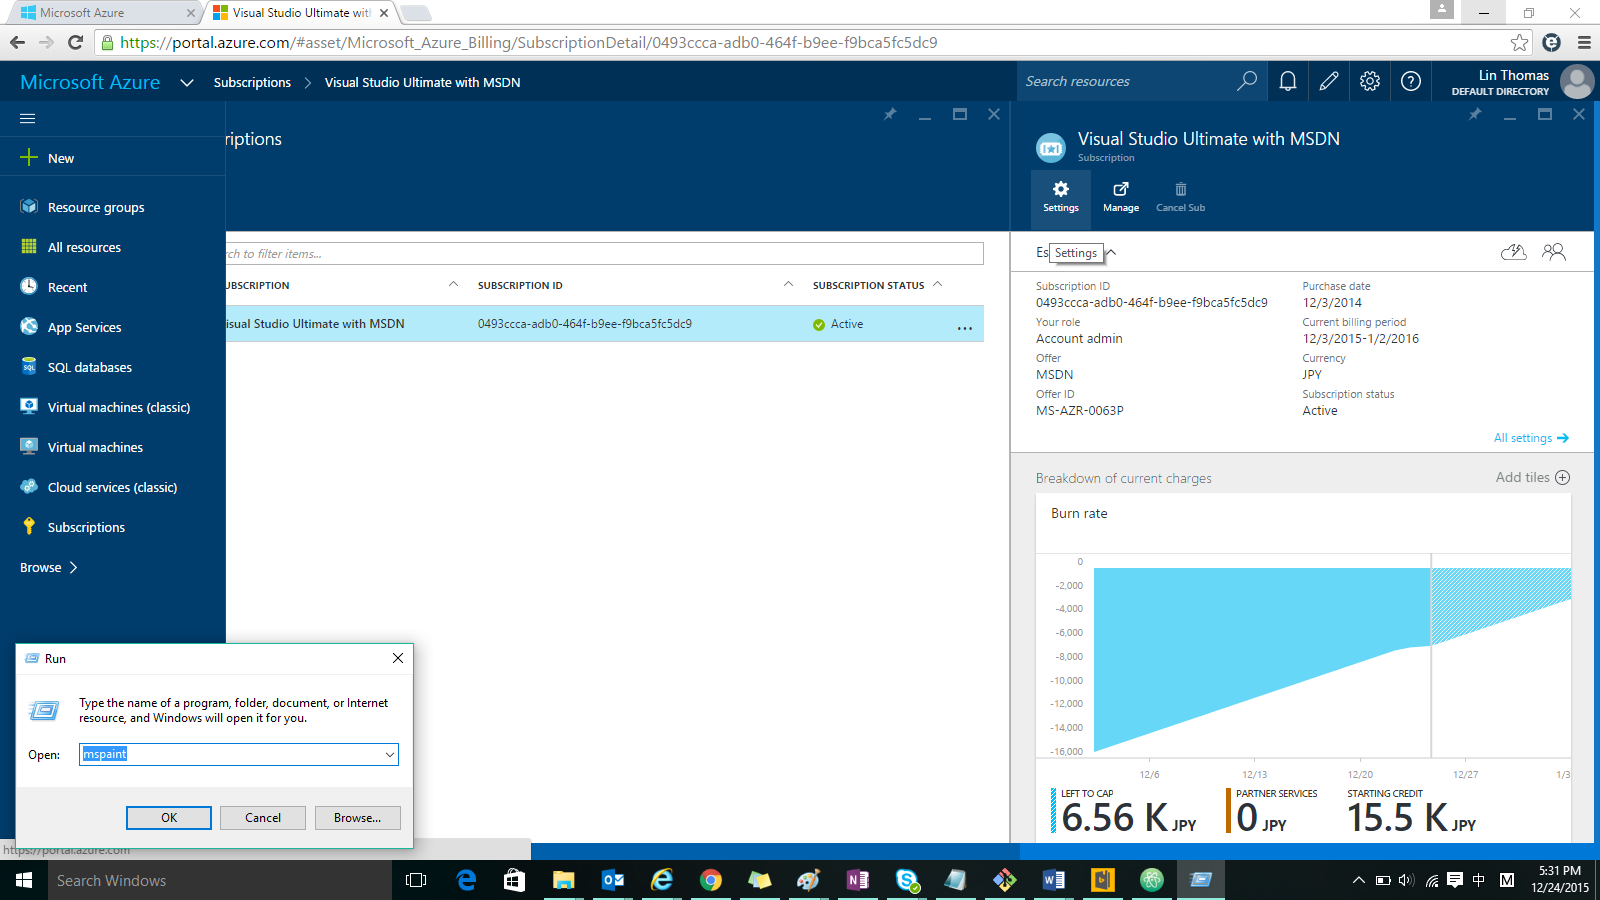 Microsoft Azure
Visual Studio Ultimate with
https://portal.azure.com/#asset/Microsoft_Azure_Billing/SubscriptionDetail/0493ccca-adb0-464f-b9ee-f9bca5fc5dc9
Microsoft Azure
Subscriptions
Visual Studio Ultimate with MSDN
Search resources
Lin Thomas
DEFAULT DIRECTORY
New
Resource groups
All resources
Recent
App Services
SQL databases
Virtual machines (classic)
Virtual machines
Cloud services (classic)
Subscriptions
Browse
riptions
rch to filter items...
UBSCRIPTION
SUBSCRIPTION ID
SUBSCRIPTION STATUS
isual Studio Ultimate with MSDN
0493ccca-adb0-464f-b9ee-f9bca5fc5dc9
Active
...
Visual Studio Ultimate with MSDN
Subscription
Settings
Manage
Cancel Sub
Es
Settings
Subscription ID
0493ccca-adb0-464f-b9ee-f9bca5fc5dc9
Purchase date
12/3/2014
Your role
Account admin
Current billing period
12/3/2015-1/2/2016
Offer
MSDN
Currency
JPY
Offer ID
MS-AZR-0063P
Subscription status
Active
All settings
Breakdown of current charges
Add tiles
Burn rate
0
-2,000
-4,000
-6,000
-8,000
-10,000
-12,000
-14,000
-16,000
12/6
12/13
12/20
12/27
1/3
LEFT TO CAP
6.56 K JPY
PARTNER SERVICES
0 JPY
STARTING CREDIT
15.5 K JPY
Run
Type the name of a program, folder, document, or Internet
resource, and Windows will open it for you.
Open:
mspaint
OK
Cancel
Browse...
https://portal.azure.com
Search Windows
中
M
5:31 PM
12/24/2015